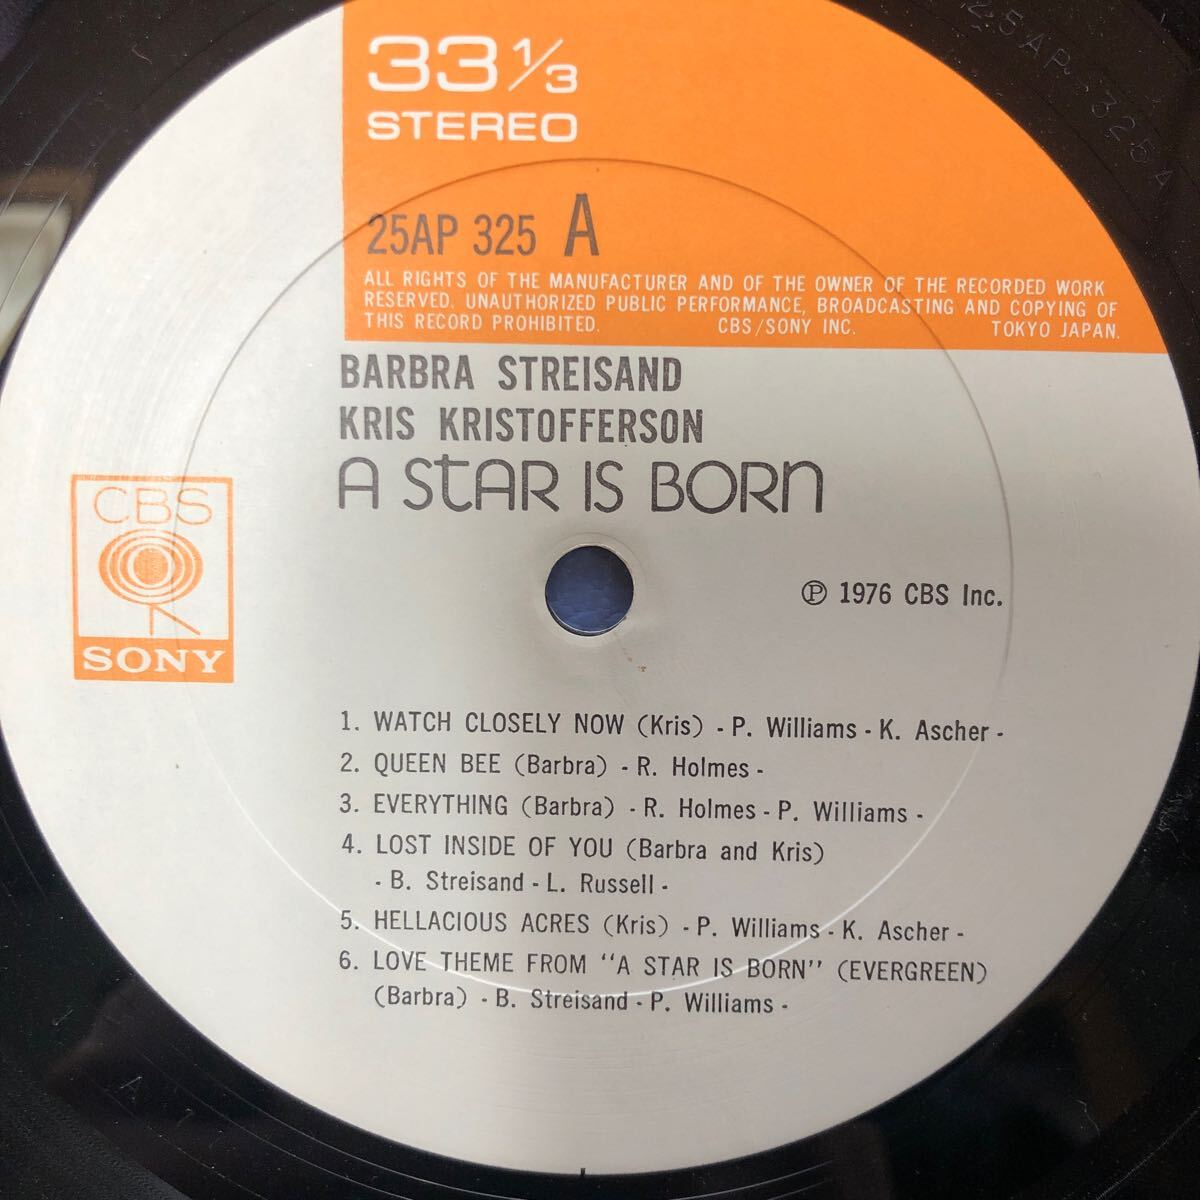 33 1/3
STEREO
25AP 325 A
ALL RIGHTS OF THE MANUFACTURER AND OF THE OWNER OF THE RECORDED WORK
RESERVED. UNAUTHORIZED PUBLIC PERFORMANCE, BROADCASTING AND COPYING OF
THIS RECORD PROHIBITED. CBS/SONY INC. TOKYO JAPAN.
BARBRA STREISAND
KRIS KRISTOFFERSON
A STAR IS BORN
CBS
SONY
Ⓟ 1976 CBS Inc.
1. WATCH CLOSELY NOW (Kris) - P. Williams - K. Ascher -
2. QUEEN BEE (Barbra) - R. Holmes -
3. EVERYTHING (Barbra) - R. Holmes - P. Williams -
4. LOST INSIDE OF YOU (Barbra and Kris)
- B. Streisand - L. Russell -
5. HELLACIOUS ACRES (Kris) - P. Williams - K. Ascher -
6. LOVE THEME FROM "A STAR IS BORN" (EVERGREEN)
(Barbra) - B. Streisand - P. Williams -
25AP 325A
A